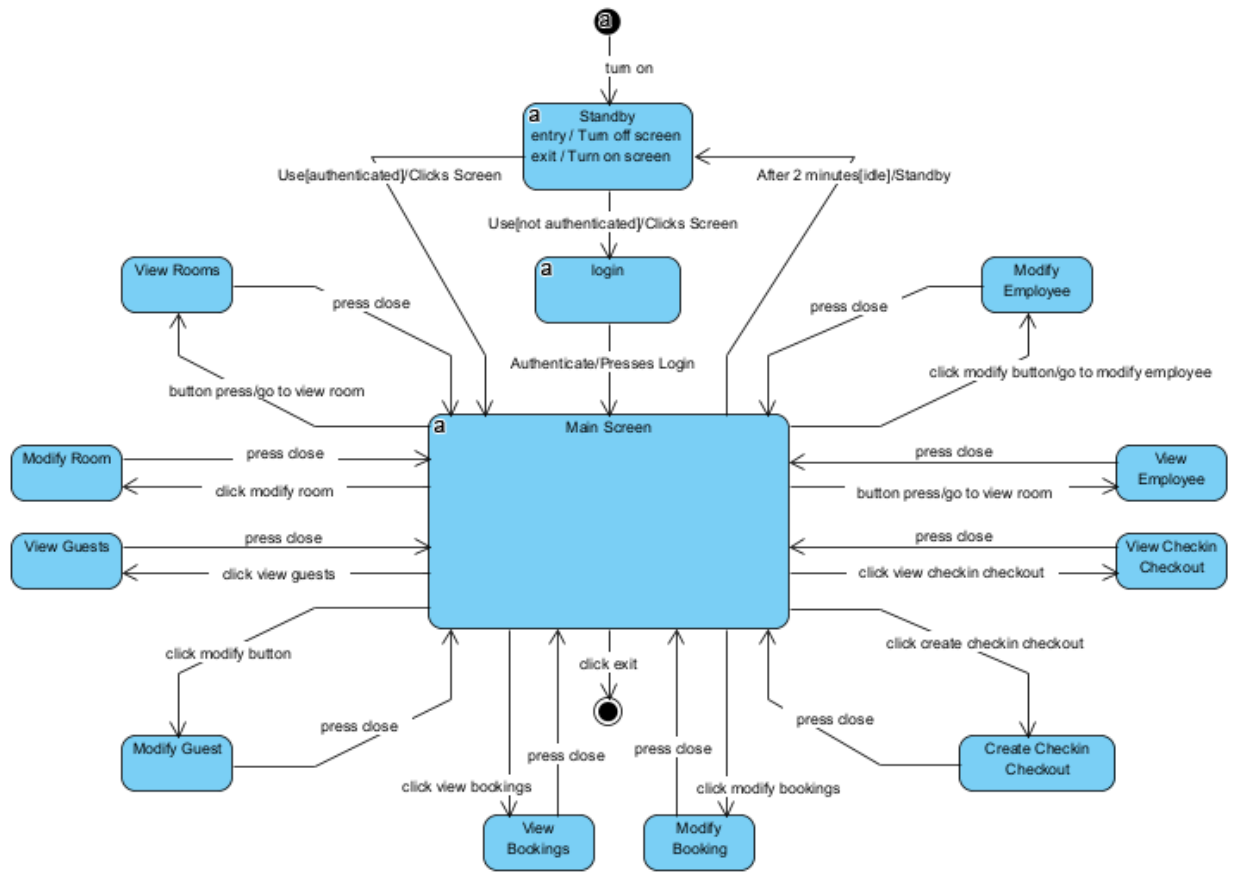 a
turn on
a
Standby
entry / Turn off screen
exit / Turn on screen
Use[authenticated]/Clicks Screen
After 2 minutes[idle]/Standby
Use[not authenticated]/Clicks Screen
a
login
View Rooms
Modify
Employee
press close
press close
Authenticate/Presses Login
button press/go to view room
click modify button/go to modify employee
a
Main Screen
Modify Room
press close
click modify room
press close
View
Employee
button press/go to view room
View Guests
press close
click view guests
press close
View Checkin
Checkout
click view checkin checkout
click modify button
click exit
click create checkin checkout
Modify Guest
press close
press close
press close
press close
Create Checkin
Checkout
click view bookings
click modify bookings
View
Bookings
Modify
Booking